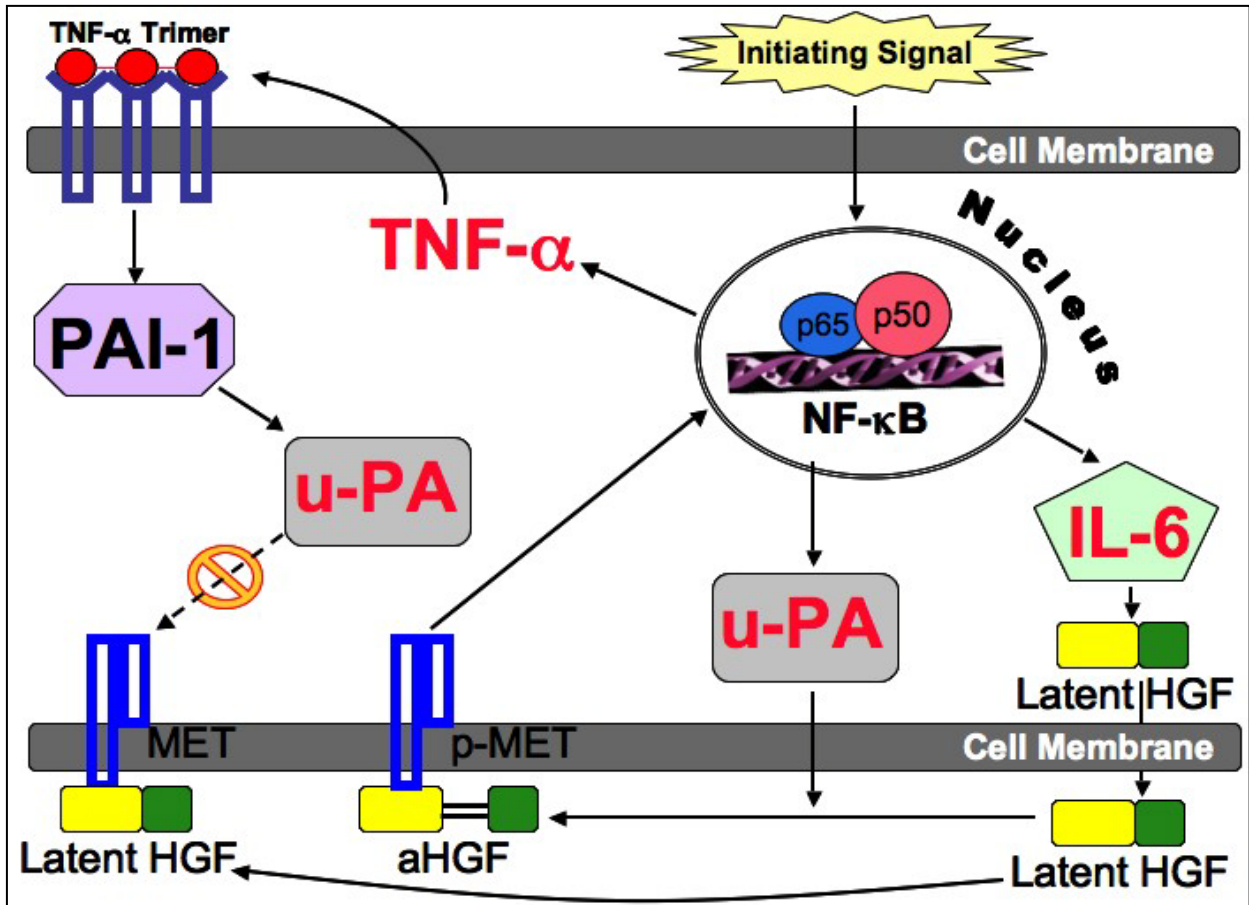 TNF-α Trimer
Initiating Signal
Cell Membrane
Nucleus
TNF-α
p65
p50
NF-κB
PAI-1
u-PA
IL-6
u-PA
Latent HGF
MET
p-MET
Cell Membrane
Latent HGF
aHGF
Latent HGF